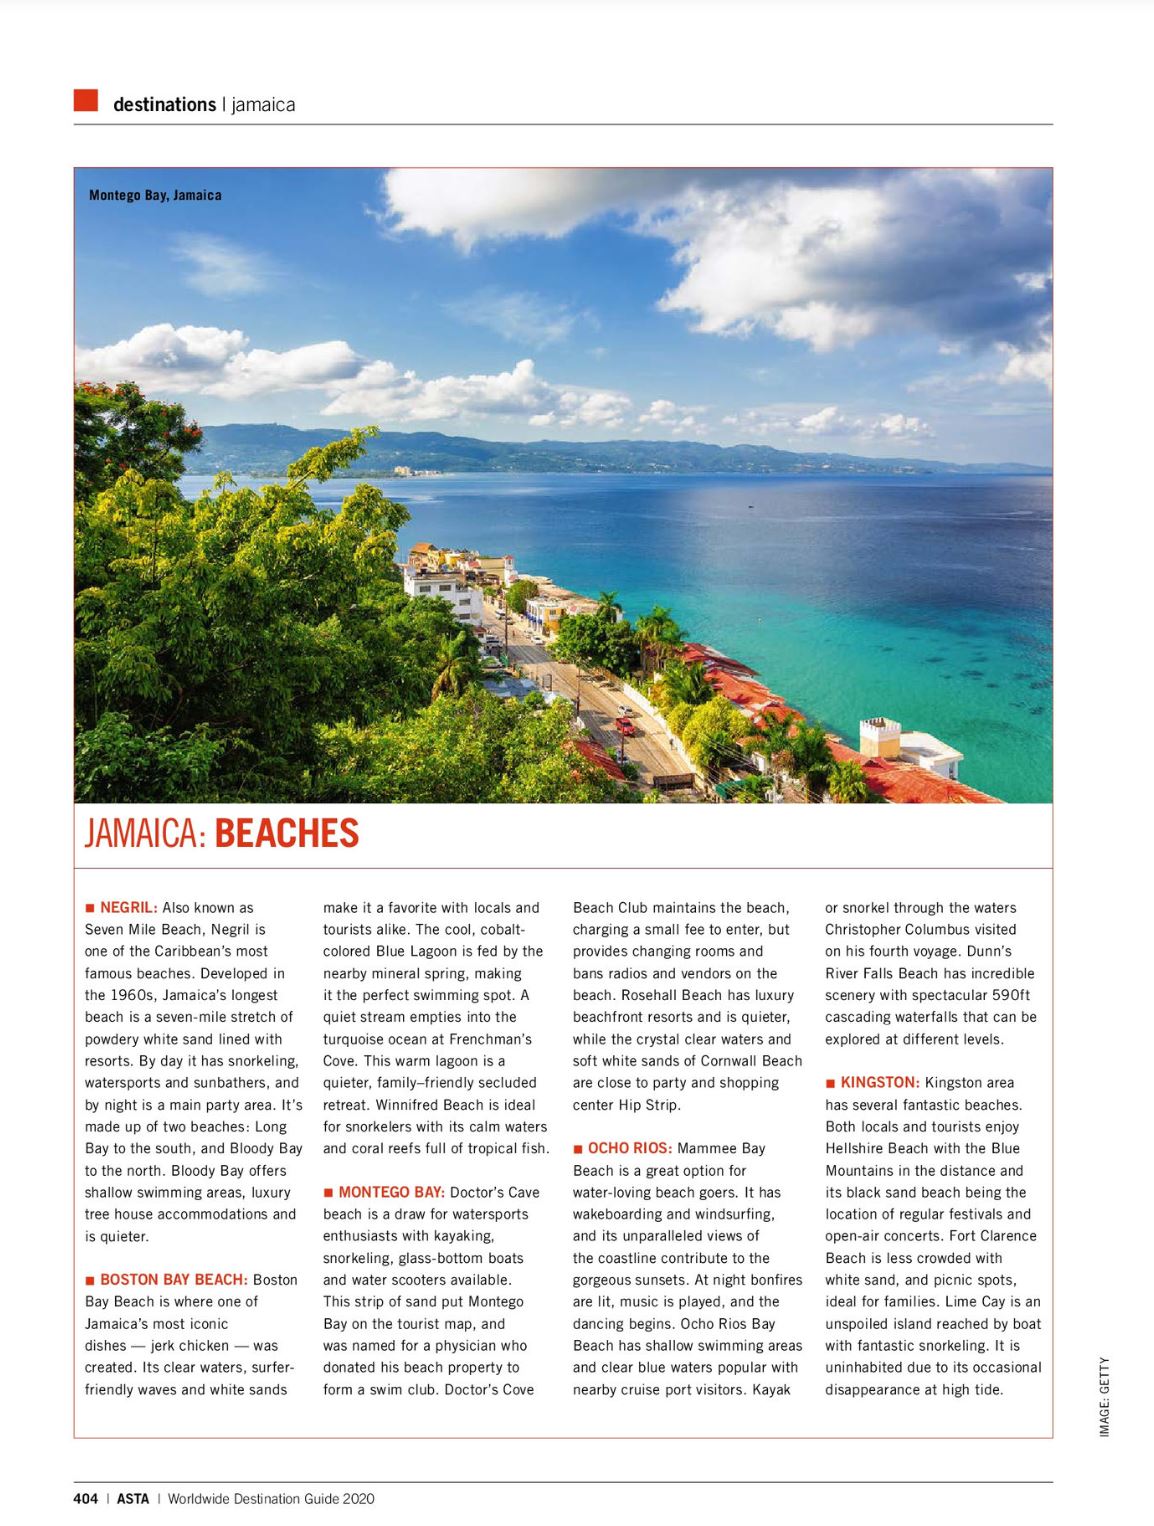 destinations | jamaica
Montego Bay, Jamaica
JAMAICA: BEACHES
■ NEGRIL: Also known as
Seven Mile Beach, Negril is
one of the Caribbean's most
famous beaches. Developed in
the 1960s, Jamaica's longest
beach is a seven-mile stretch of
powdery white sand lined with
resorts. By day it has snorkeling,
watersports and sunbathers, and
by night is a main party area. It's
made up of two beaches: Long
Bay to the south, and Bloody Bay
to the north. Bloody Bay offers
shallow swimming areas, luxury
tree house accommodations and
is quieter.
■ BOSTON BAY BEACH: Boston
Bay Beach is where one of
Jamaica's most iconic
dishes — jerk chicken — was
created. Its clear waters, surfer-
friendly waves and white sands
make it a favorite with locals and
tourists alike. The cool, cobalt-
colored Blue Lagoon is fed by the
nearby mineral spring, making
it the perfect swimming spot. A
quiet stream empties into the
turquoise ocean at Frenchman's
Cove. This warm lagoon is a
quieter, family–friendly secluded
retreat. Winnifred Beach is ideal
for snorkelers with its calm waters
and coral reefs full of tropical fish.
■ MONTEGO BAY: Doctor's Cave
beach is a draw for watersports
enthusiasts with kayaking,
snorkeling, glass-bottom boats
and water scooters available.
This strip of sand put Montego
Bay on the tourist map, and
was named for a physician who
donated his beach property to
form a swim club. Doctor's Cove
Beach Club maintains the beach,
charging a small fee to enter, but
provides changing rooms and
bans radios and vendors on the
beach. Rosehall Beach has luxury
beachfront resorts and is quieter,
while the crystal clear waters and
soft white sands of Cornwall Beach
are close to party and shopping
center Hip Strip.
■ OCHO RIOS: Mammee Bay
Beach is a great option for
water-loving beach goers. It has
wakeboarding and windsurfing,
and its unparalleled views of
the coastline contribute to the
gorgeous sunsets. At night bonfires
are lit, music is played, and the
dancing begins. Ocho Rios Bay
Beach has shallow swimming areas
and clear blue waters popular with
nearby cruise port visitors. Kayak
or snorkel through the waters
Christopher Columbus visited
on his fourth voyage. Dunn's
River Falls Beach has incredible
scenery with spectacular 590ft
cascading waterfalls that can be
explored at different levels.
■ KINGSTON: Kingston area
has several fantastic beaches.
Both locals and tourists enjoy
Hellshire Beach with the Blue
Mountains in the distance and
its black sand beach being the
location of regular festivals and
open-air concerts. Fort Clarence
Beach is less crowded with
white sand, and picnic spots,
ideal for families. Lime Cay is an
unspoiled island reached by boat
with fantastic snorkeling. It is
uninhabited due to its occasional
disappearance at high tide.
IMAGE: GETTY
404 | ASTA | Worldwide Destination Guide 2020